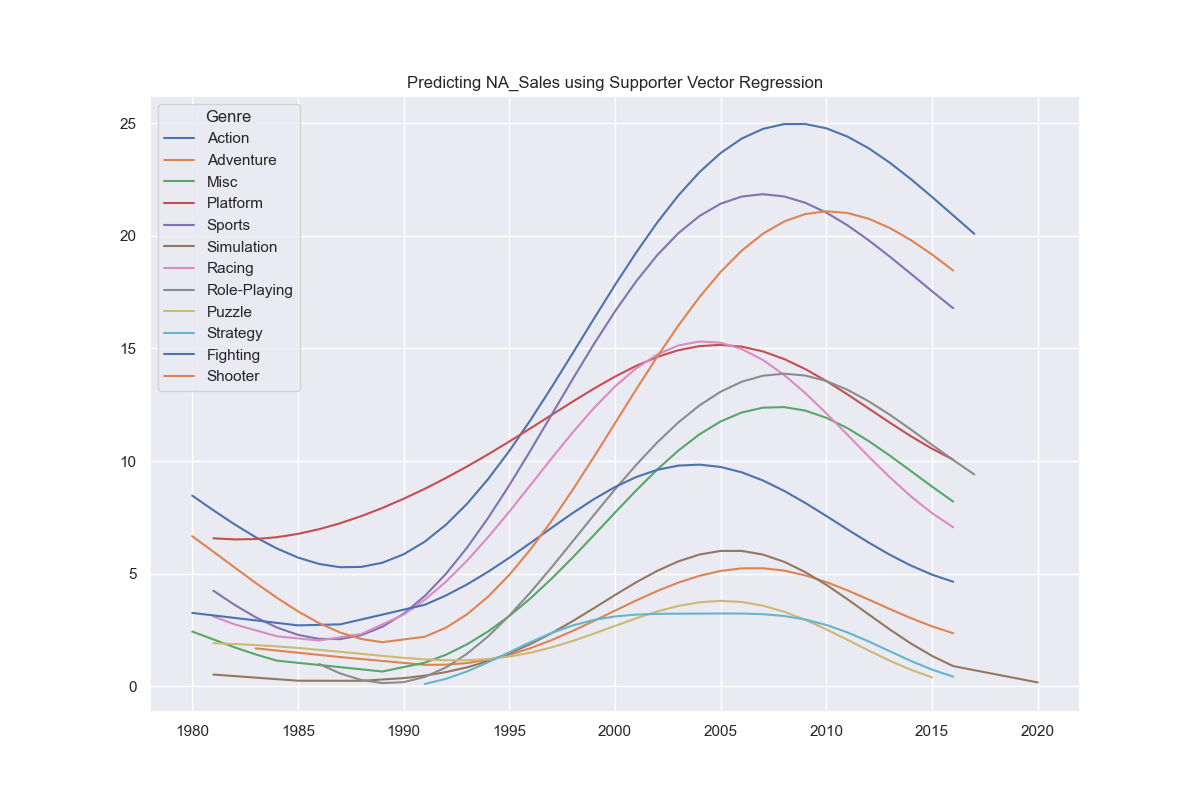 Predicting NA_Sales using Supporter Vector Regression
Genre
Action
Adventure
Misc
Platform
Sports
Simulation
Racing
Role-Playing
Puzzle
Strategy
Fighting
Shooter
25
20
15
10
5
0
1980 1985 1990 1995 2000 2005 2010 2015 2020